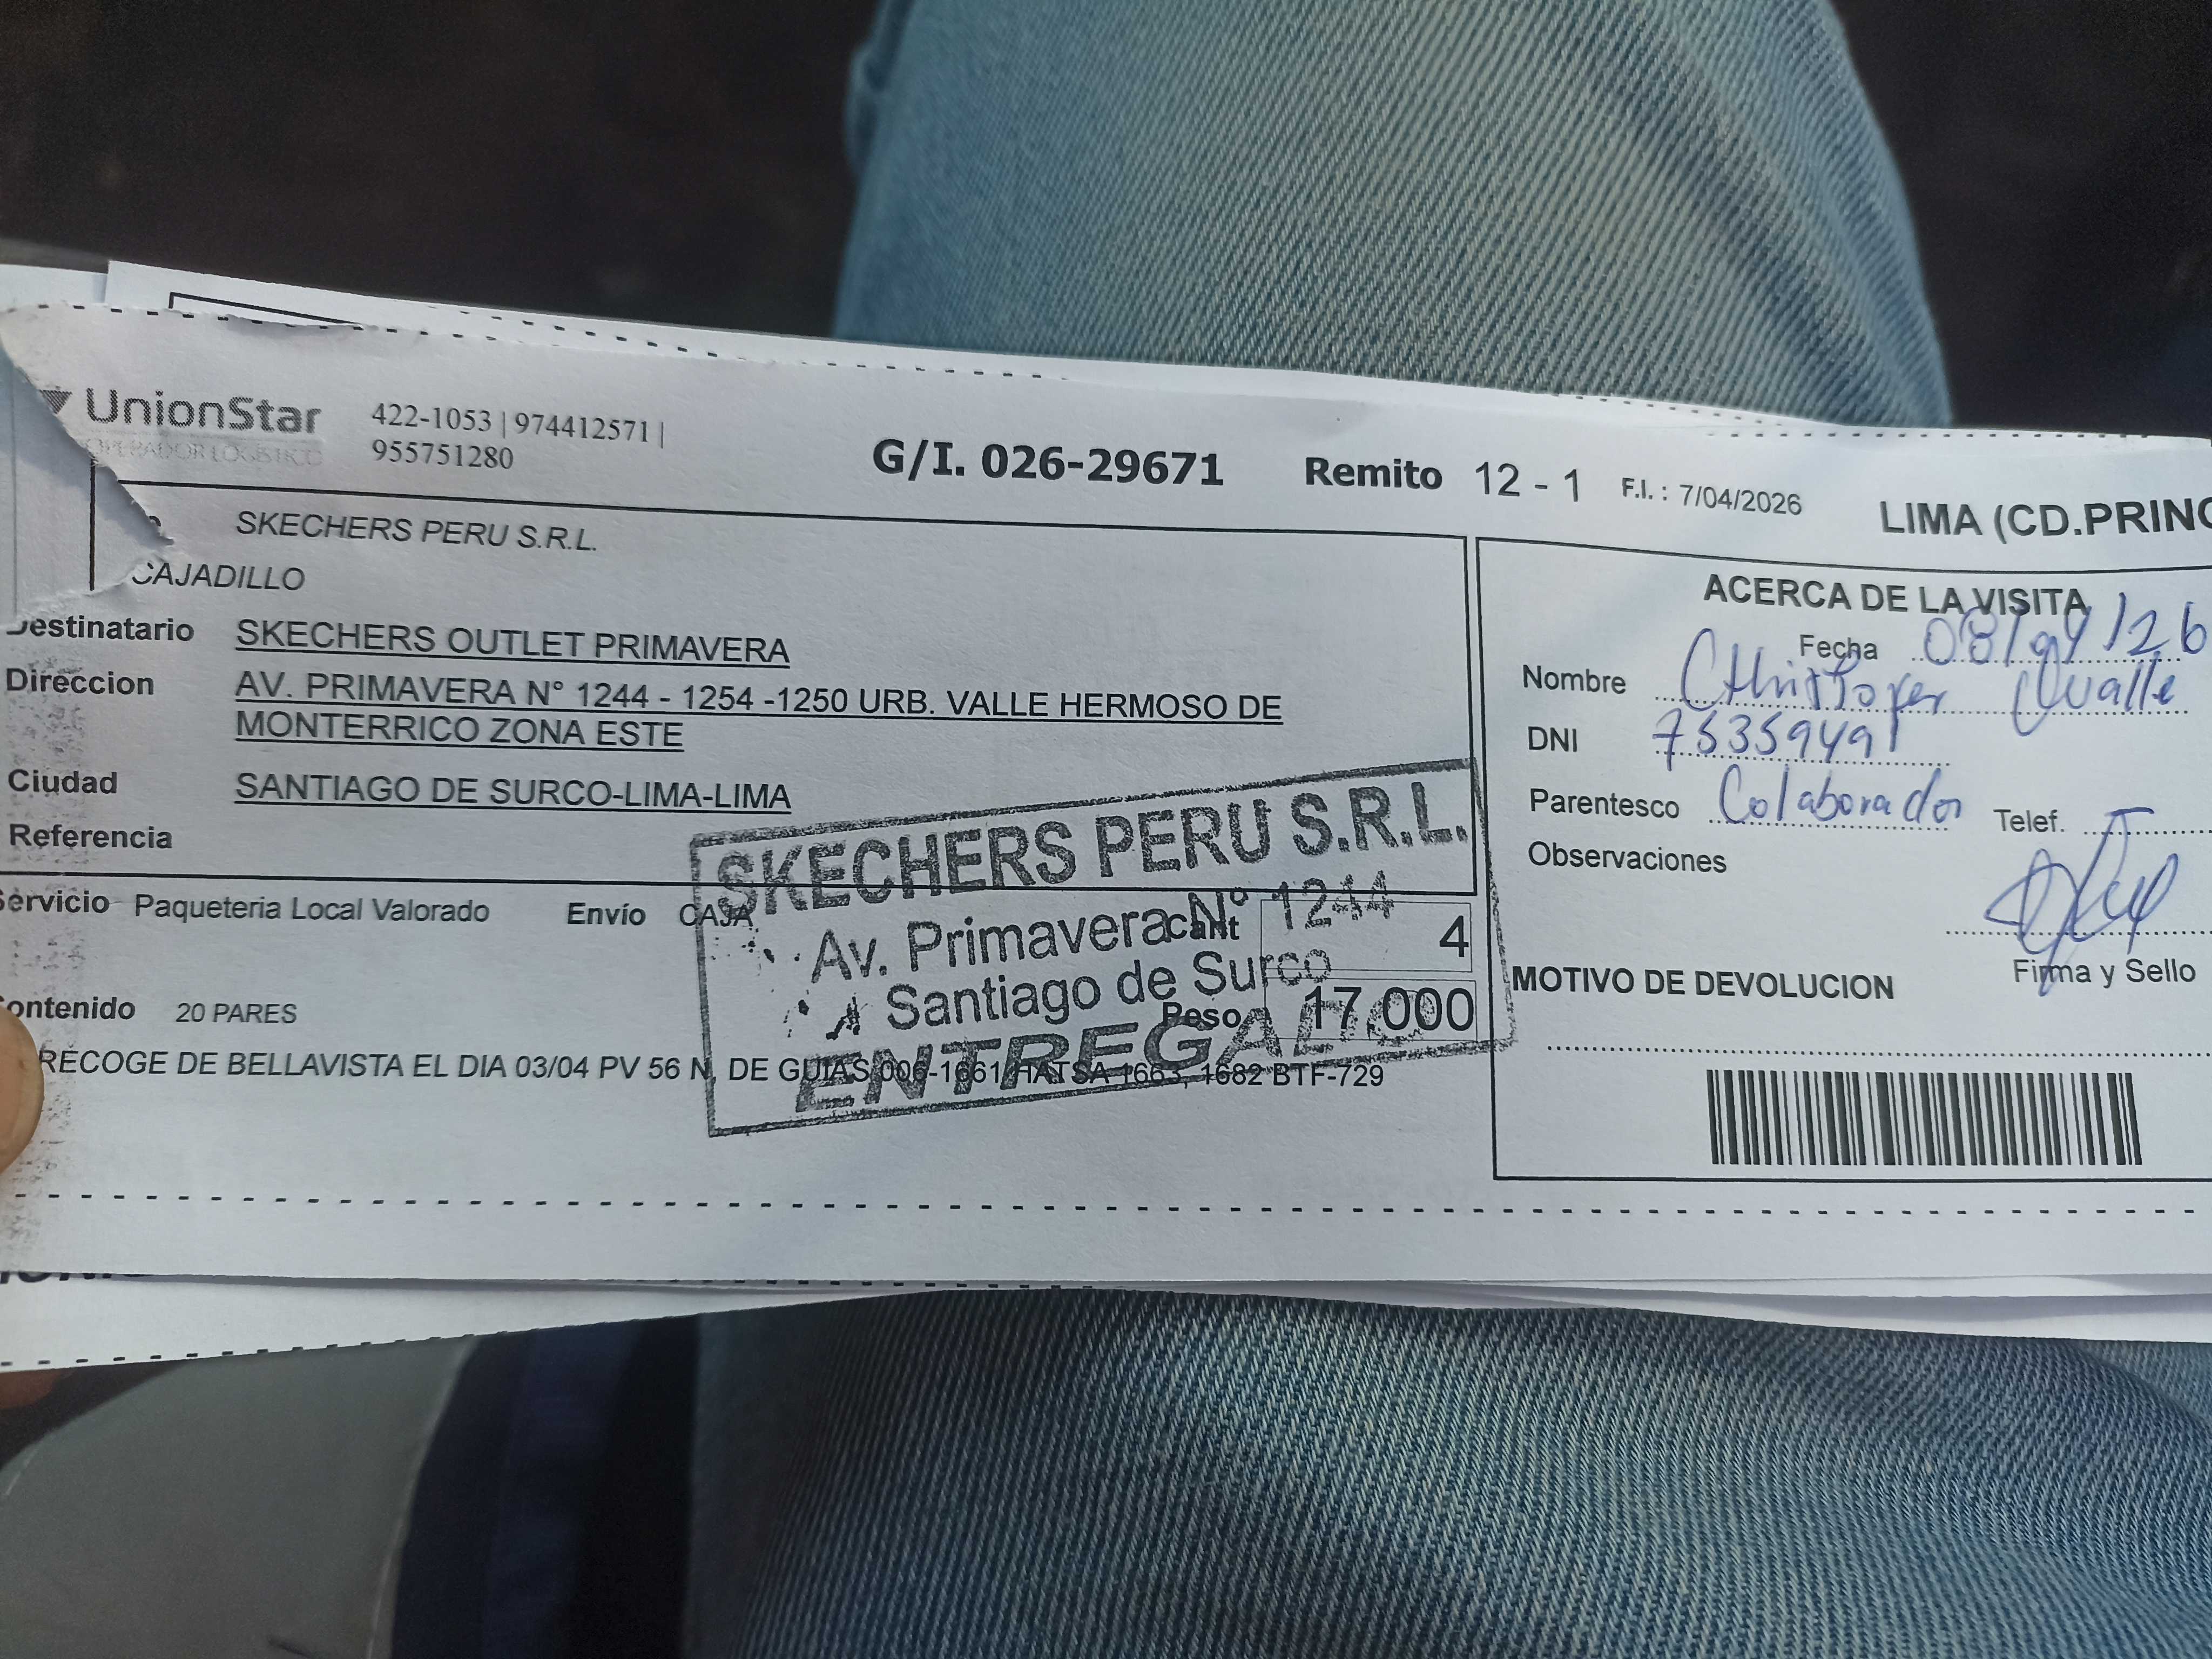 UnionStar
OPERADOR LOGISTICO
422-1053 | 974412571 |
955751280
G/I. 026-29671
Remito 12 - 1
F.I. : 7/04/2026
LIMA (CD.PRINC
SKECHERS PERU S.R.L.
CAJADILLO
Destinatario SKECHERS OUTLET PRIMAVERA
Direccion AV. PRIMAVERA N° 1244 - 1254 -1250 URB. VALLE HERMOSO DE
MONTERRICO ZONA ESTE
Ciudad SANTIAGO DE SURCO-LIMA-LIMA
Referencia
Servicio Paqueteria Local Valorado Envío CAJA Cant 4
Contenido 20 PARES Peso 17.000
RECOGE DE BELLAVISTA EL DIA 03/04 PV 56 N. DE GUIAS 006-1661 HATSA 1663, 1682 BTF-729
SKECHERS PERU S.R.L.
Av. Primavera N° 1244
Santiago de Surco
ACERCA DE LA VISITA
Fecha 08/04/26
Nombre Cthistofer Ovalle
DNI 75359491
Parentesco Colaborador Telef.
Observaciones
Firma y Sello
MOTIVO DE DEVOLUCION